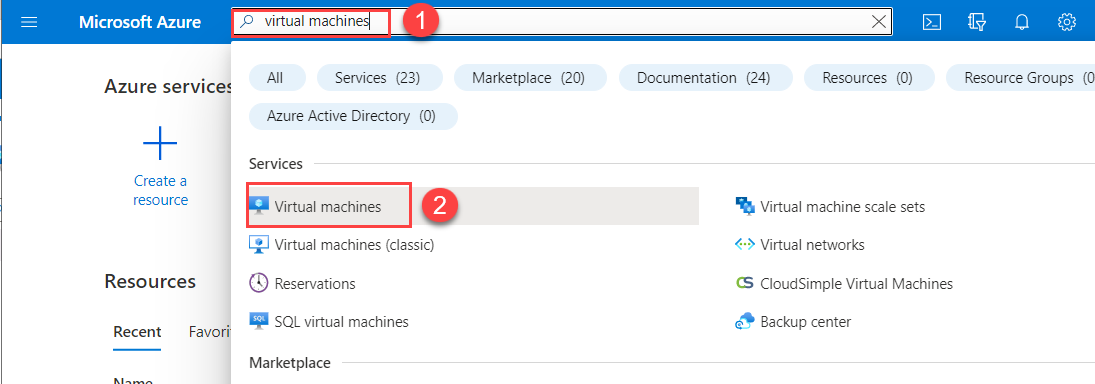 Microsoft Azure
virtual machines
1
All
Services (23)
Marketplace (20)
Documentation (24)
Resources (0)
Resource Groups (0
Azure Active Directory (0)
Azure services
Create a
resource
Services
Virtual machines
2
Virtual machine scale sets
Virtual machines (classic)
Virtual networks
Reservations
CS
CloudSimple Virtual Machines
SQL
SQL virtual machines
Backup center
Resources
Recent
Favori
Marketplace
Name